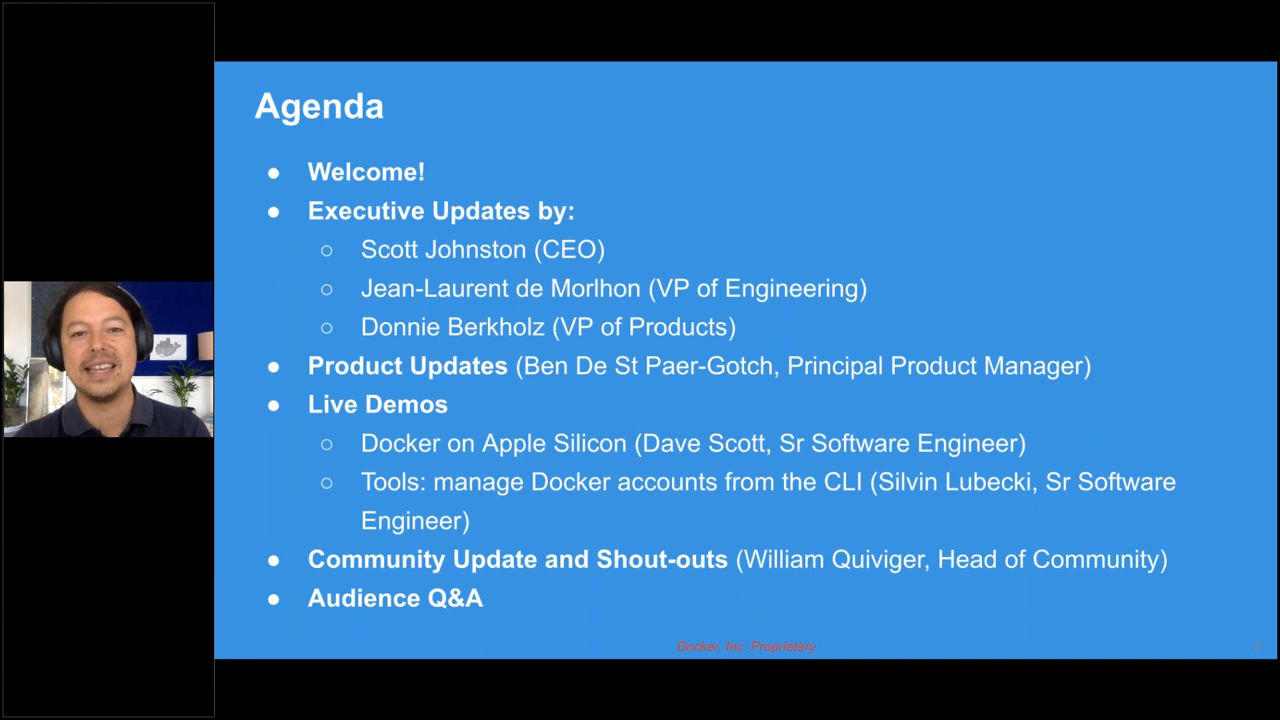 Agenda
● Welcome!
● Executive Updates by:
○ Scott Johnston (CEO)
○ Jean-Laurent de Morlhon (VP of Engineering)
○ Donnie Berkholz (VP of Products)
● Product Updates (Ben De St Paer-Gotch, Principal Product Manager)
● Live Demos
○ Docker on Apple Silicon (Dave Scott, Sr Software Engineer)
○ Tools: manage Docker accounts from the CLI (Silvin Lubecki, Sr Software
Engineer)
● Community Update and Shout-outs (William Quiviger, Head of Community)
● Audience Q&A
Docker, Inc. Proprietary